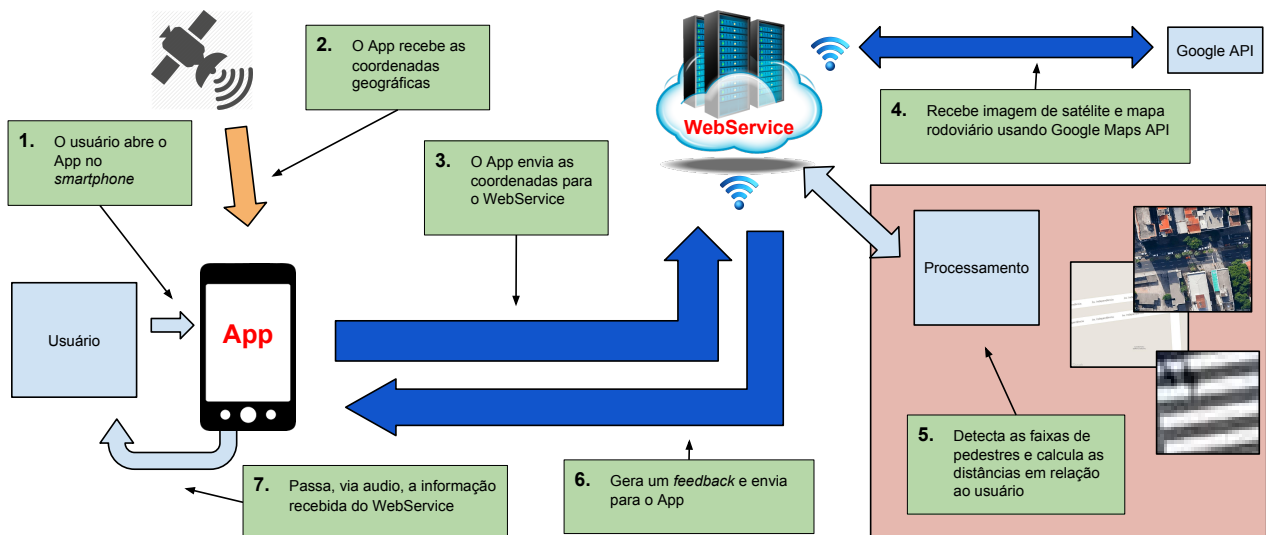 1. O usuário abre o
App no
smartphone
2. O App recebe as
coordenadas
geográficas
3. O App envia as
coordenadas para
o WebService
WebService
Google API
4. Recebe imagem de satélite e mapa
rodoviário usando Google Maps API
Processamento
Usuário
App
5. Detecta as faixas de
pedestres e calcula as
distâncias em relação
ao usuário
6. Gera um feedback e envia
para o App
7. Passa, via audio, a informação
recebida do WebService